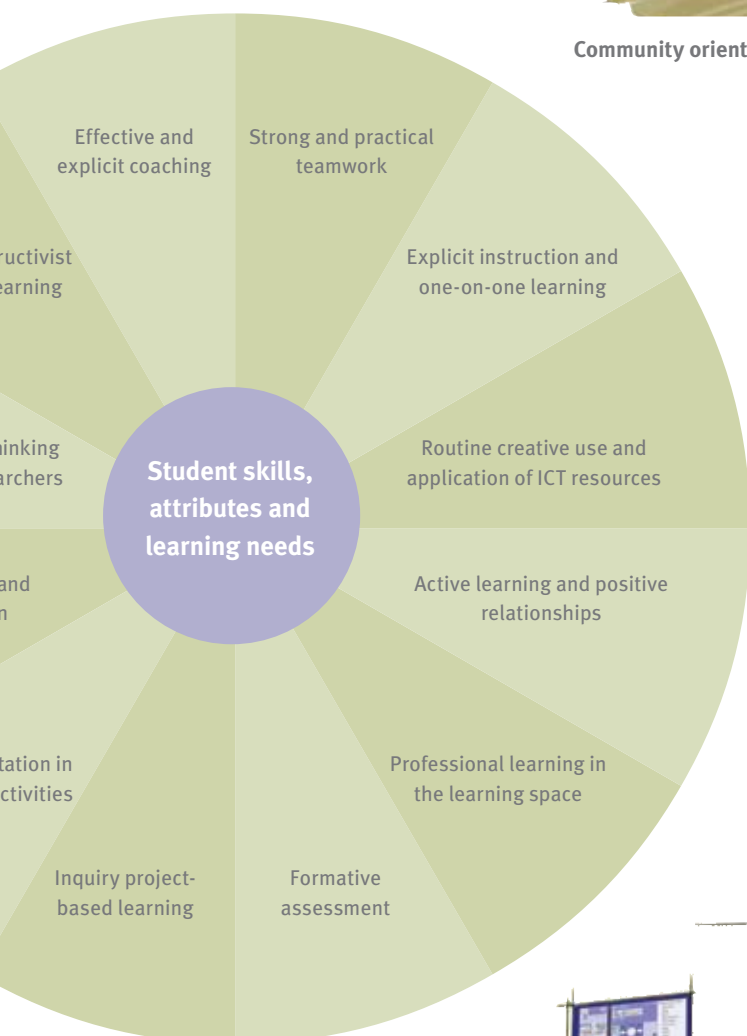 Community orient
Effective and
explicit coaching
Strong and practical
teamwork
Explicit instruction and
one-on-one learning
ructivist
earning
Routine creative use and
application of ICT resources
Student skills,
attributes and
learning needs
hinking
archers
Active learning and positive
relationships
and
n
Professional learning in
the learning space
tation in
ctivities
Formative
assessment
Inquiry project-
based learning